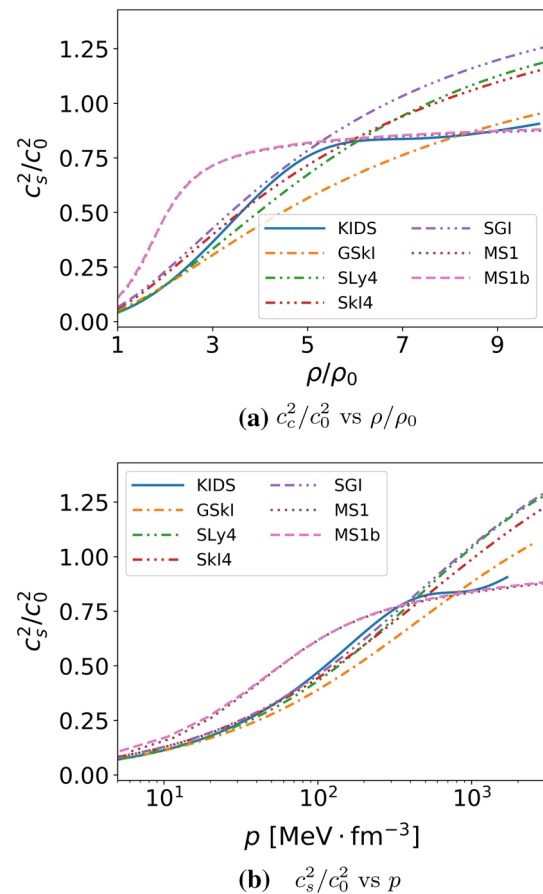 1.25
1.00
0.75
0.50
0.25
0.00
c_s^2/c_0^2
KIDS
GSkI
SLy4
SkI4
SGI
MS1
MS1b
1 3 5 7 9
ρ/ρ_0
(a) c_c^2/c_0^2 vs ρ/ρ_0
KIDS
GSkI
SLy4
SkI4
SGI
MS1
MS1b
1.25
1.00
0.75
0.50
0.25
0.00
c_s^2/c_0^2
10^1 10^2 10^3
p [MeV · fm^{−3}]
(b) c_s^2/c_0^2 vs p